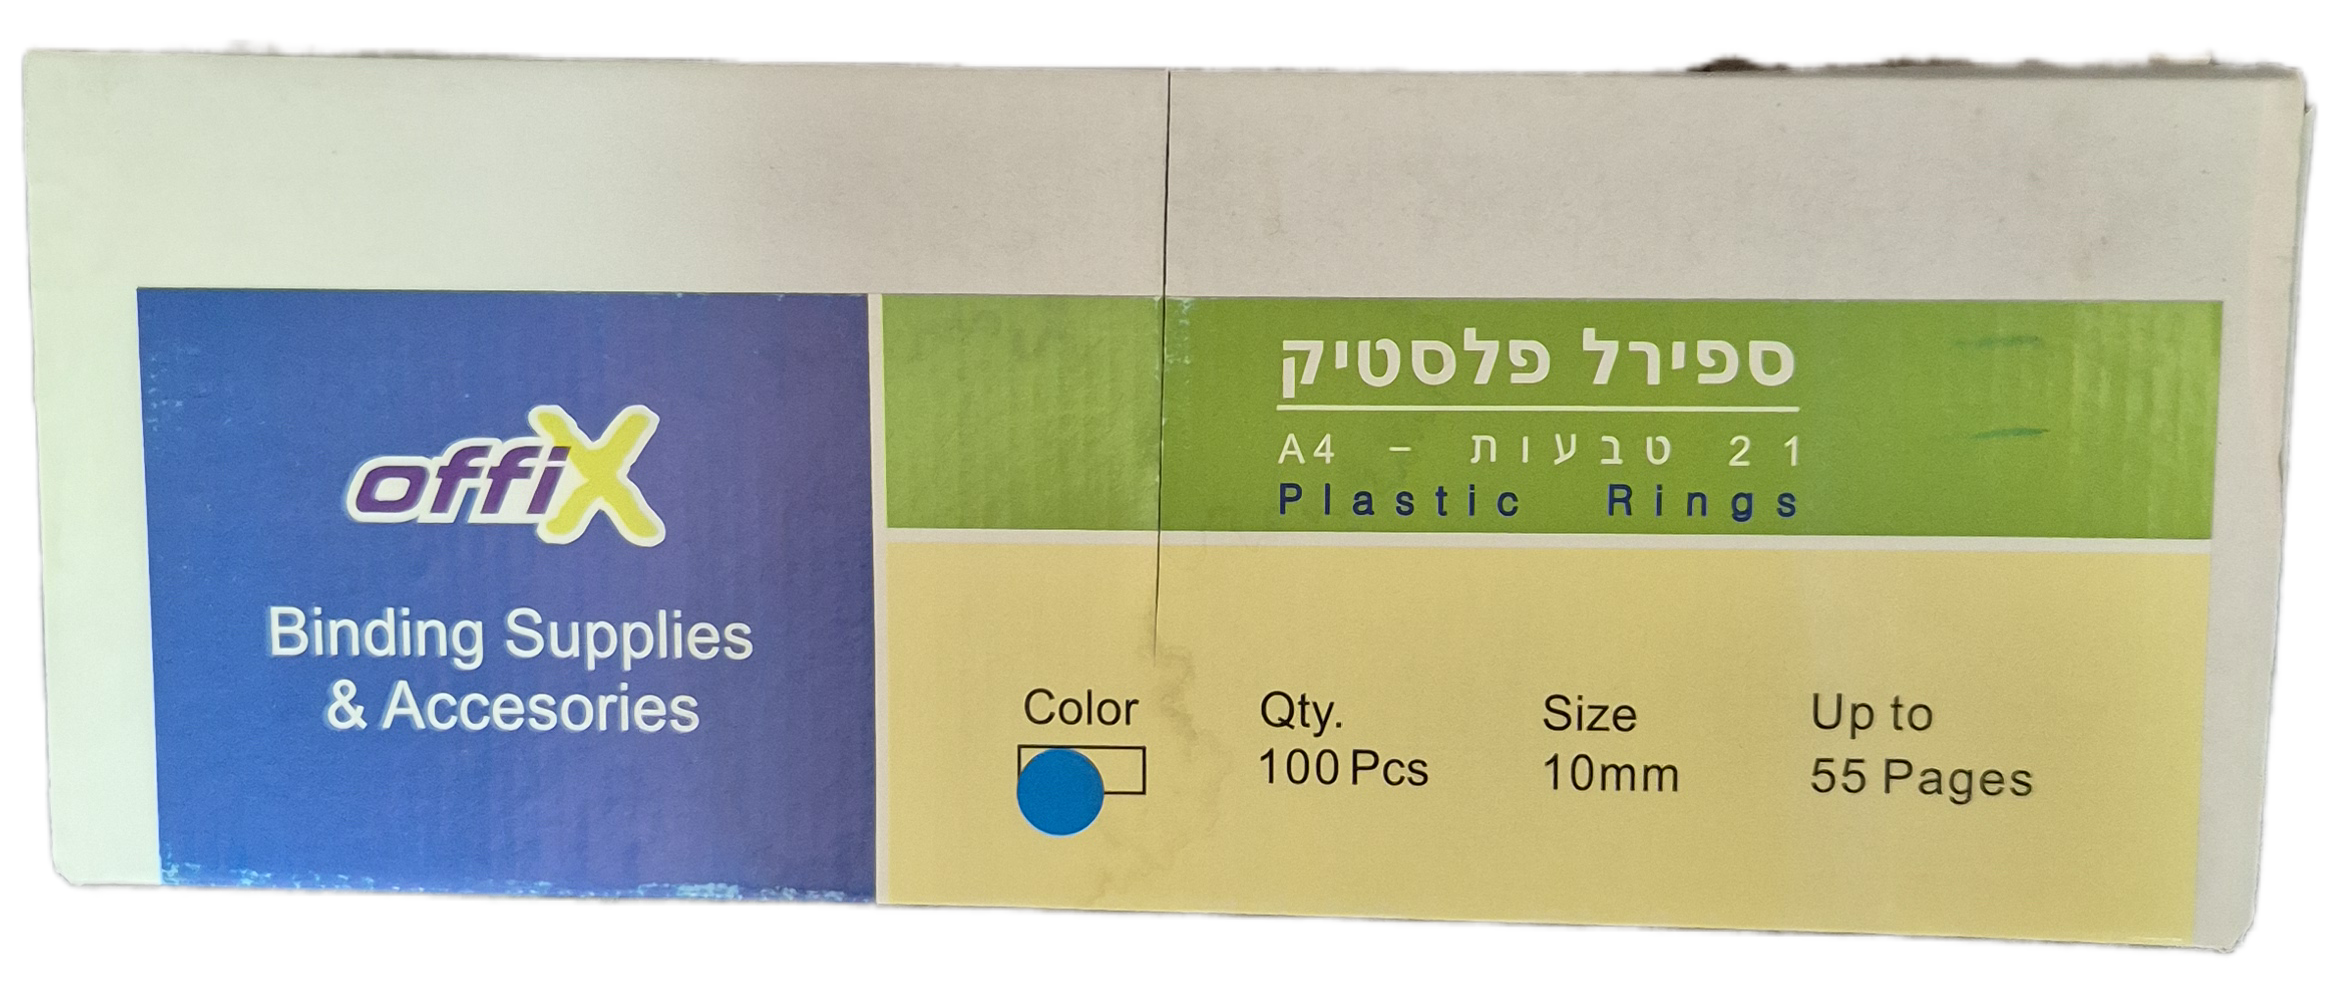 offiX
Binding Supplies
& Accesories
ספירל פלסטיק
21 טבעות - A4
Plastic Rings
Color
Qty.
100 Pcs
Size
10mm
Up to
55 Pages